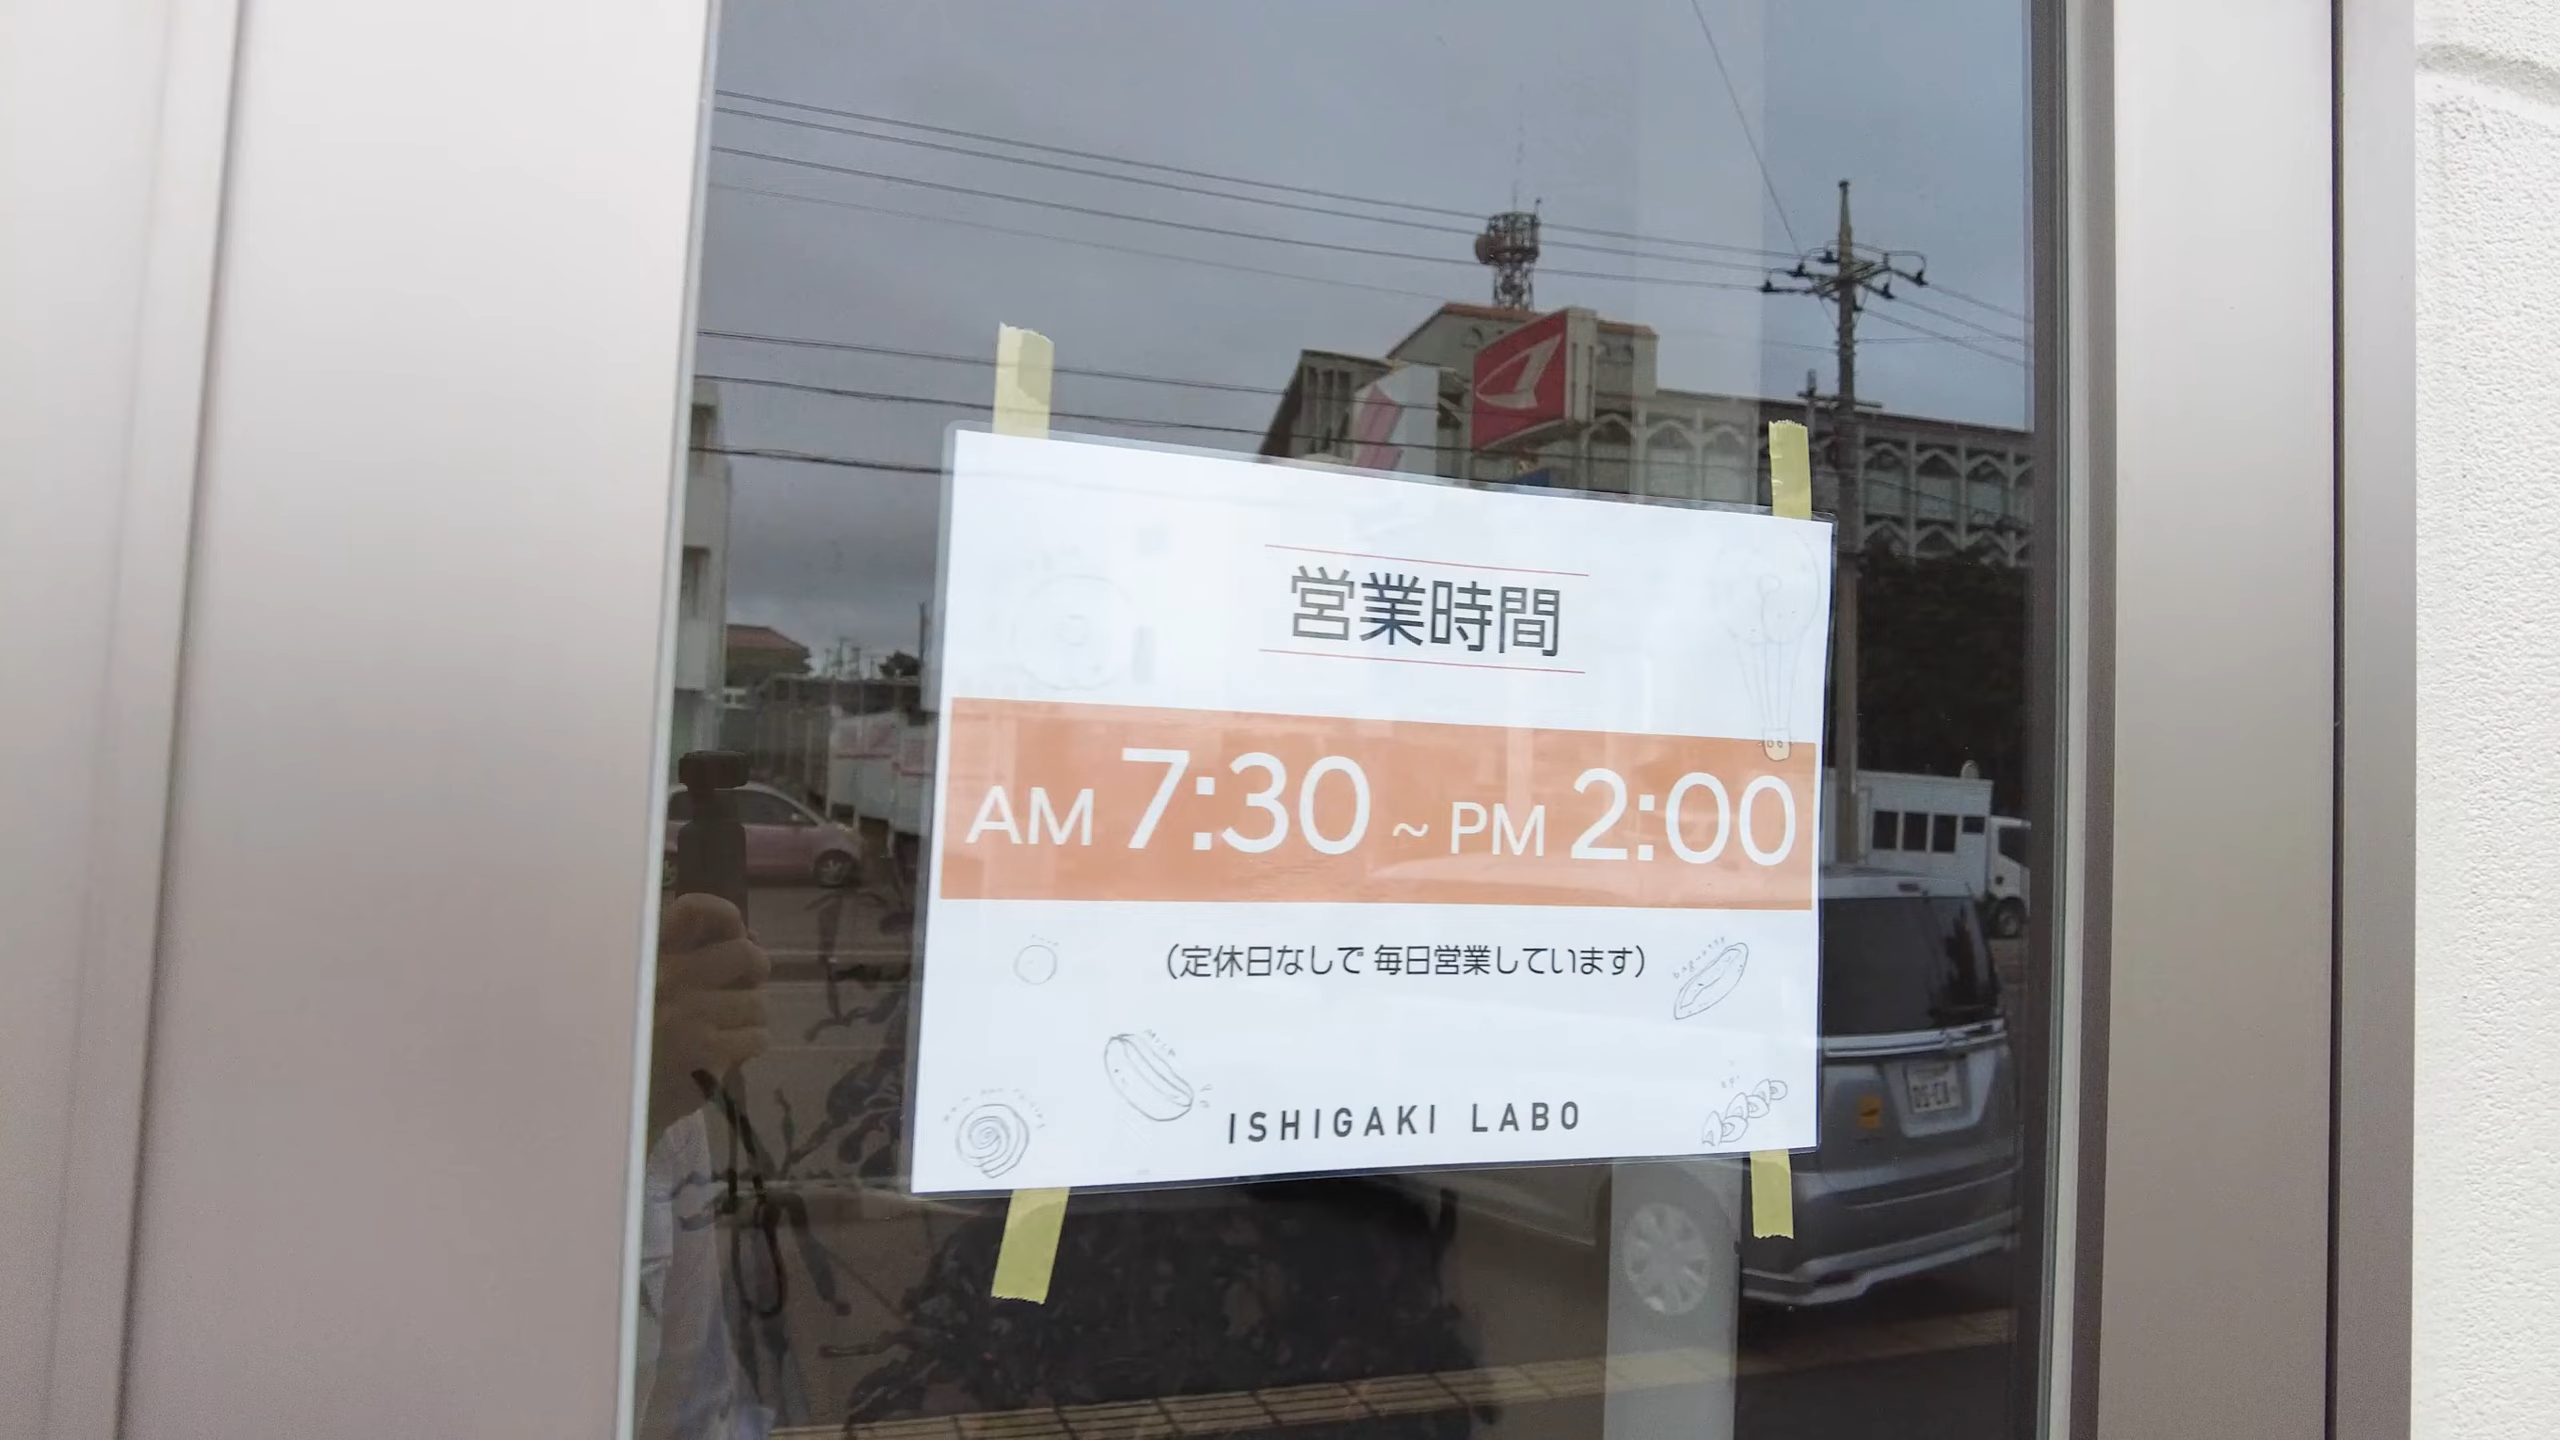 営業時間
AM 7:30 ~ PM 2:00
（定休日なしで 毎日営業しています）
baguette
ISHIGAKI LABO